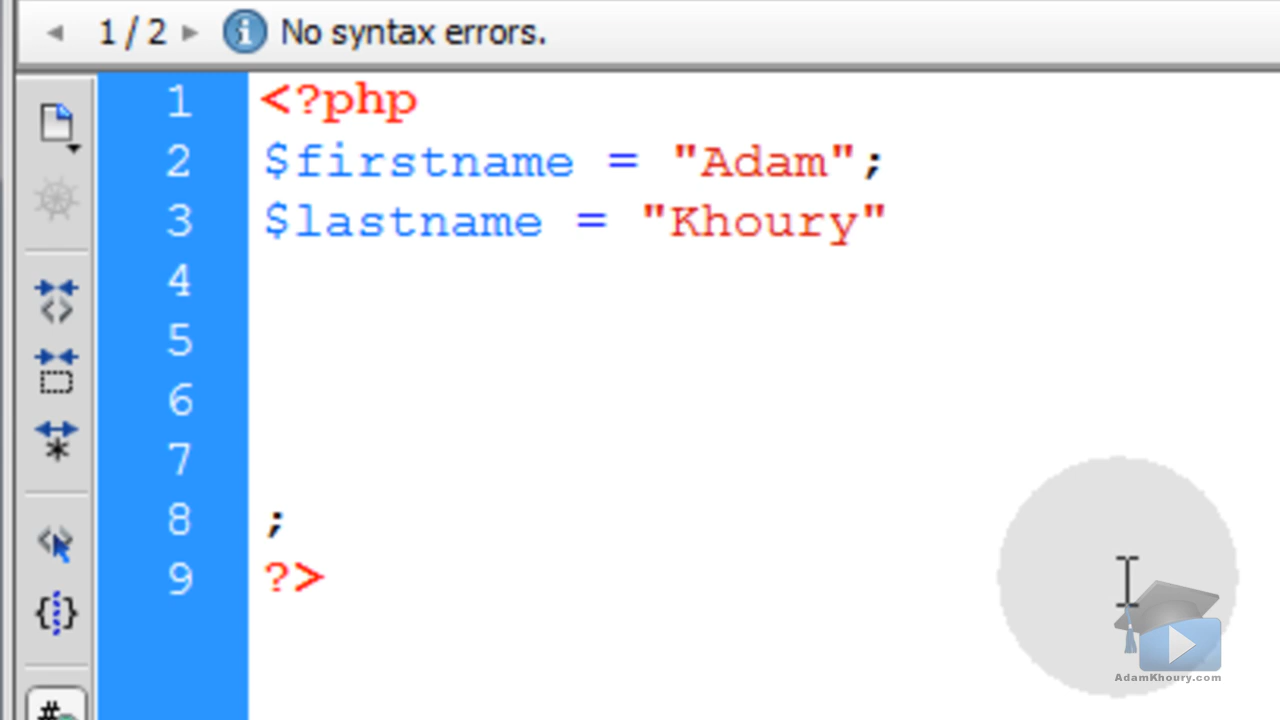 1 / 2 No syntax errors.
1 <?php
2 $firstname = "Adam";
3 $lastname = "Khoury"
4
5
6
7
8 ;
9 ?>
#
AdamKhoury.com